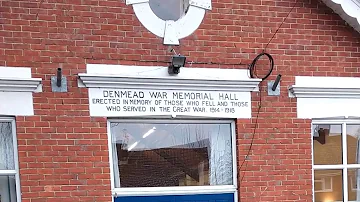 DENMEAD WAR MEMORIAL HALL
ERECTED IN MEMORY OF THOSE WHO FELL AND THOSE
WHO SERVED IN THE GREAT WAR. 1914-1918